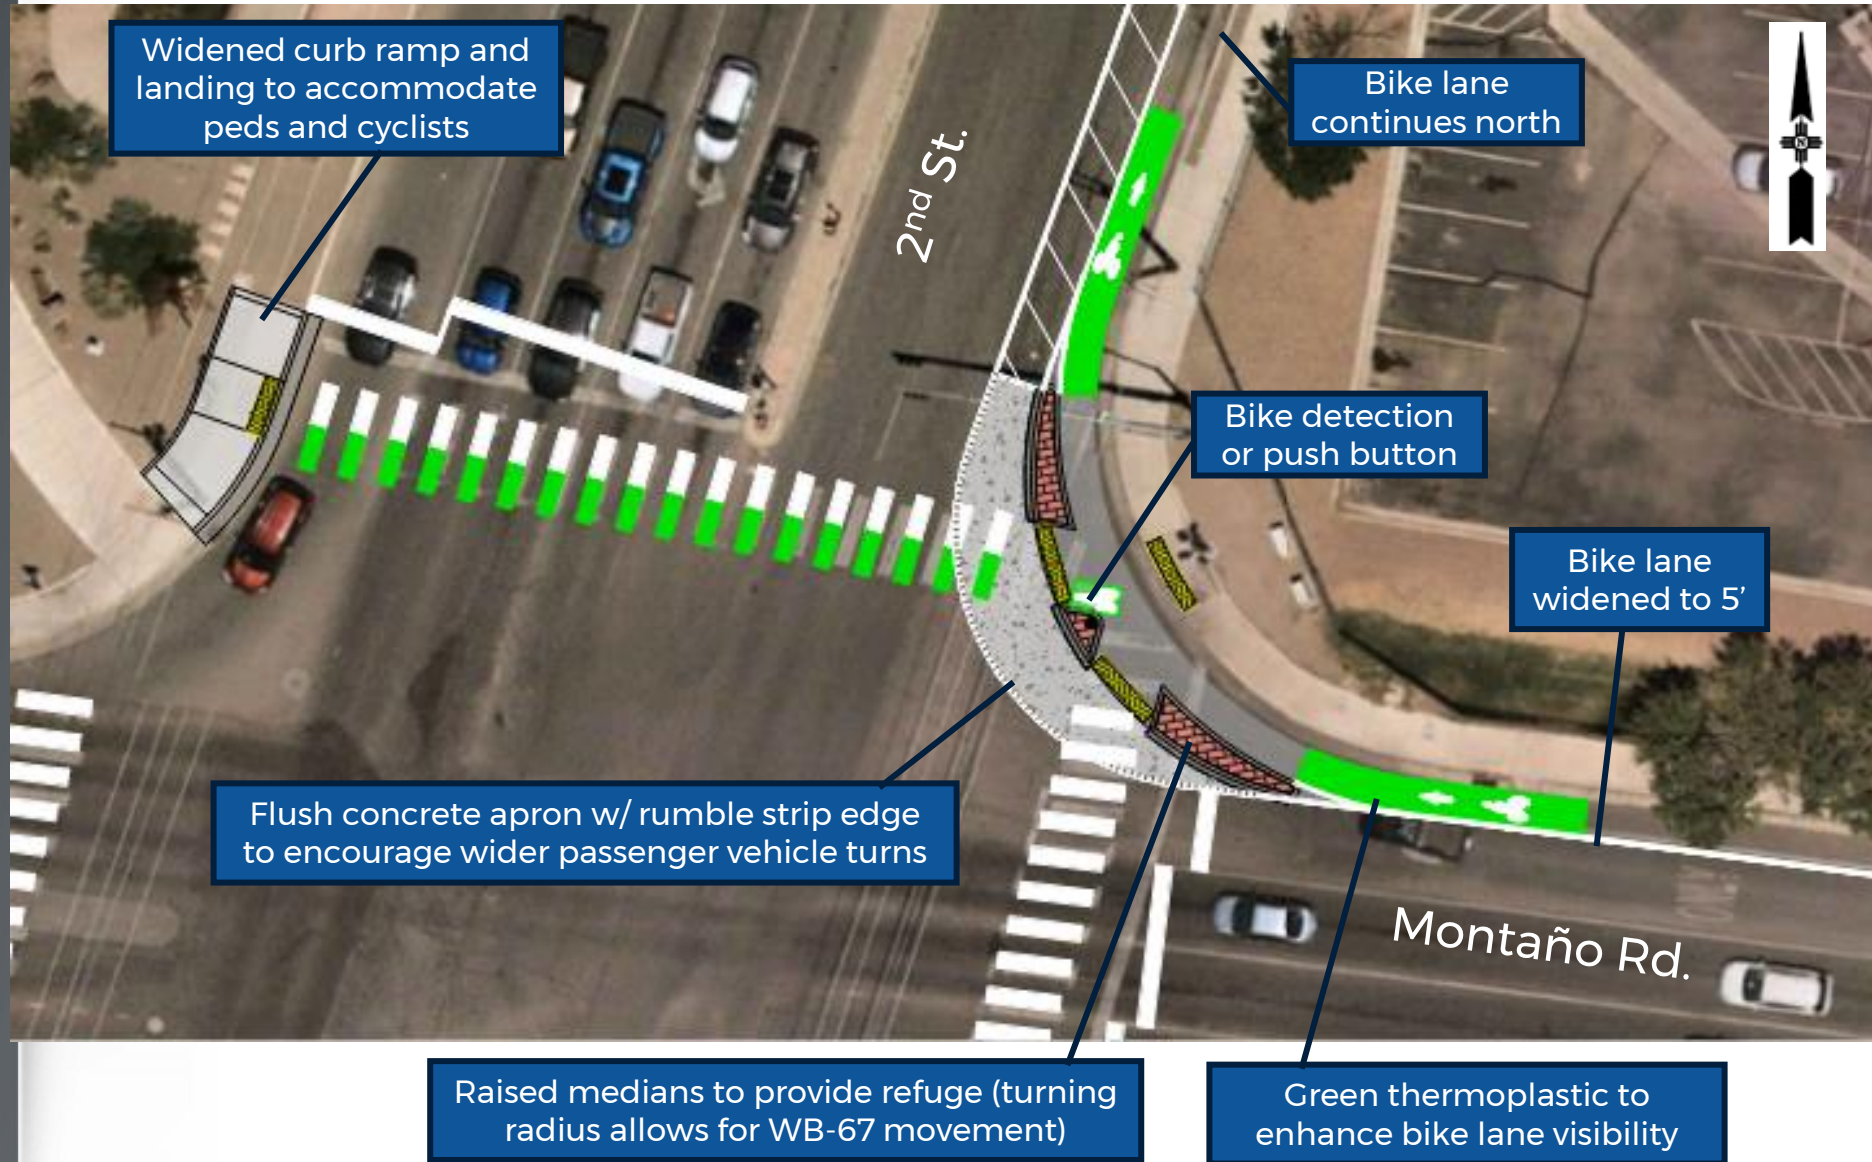 Widened curb ramp and
landing to accommodate
peds and cyclists
Bike lane
continues north
N
2nd St.
Bike detection
or push button
Bike lane
widened to 5’
Flush concrete apron w/ rumble strip edge
to encourage wider passenger vehicle turns
Montaño Rd.
Raised medians to provide refuge (turning
radius allows for WB-67 movement)
Green thermoplastic to
enhance bike lane visibility